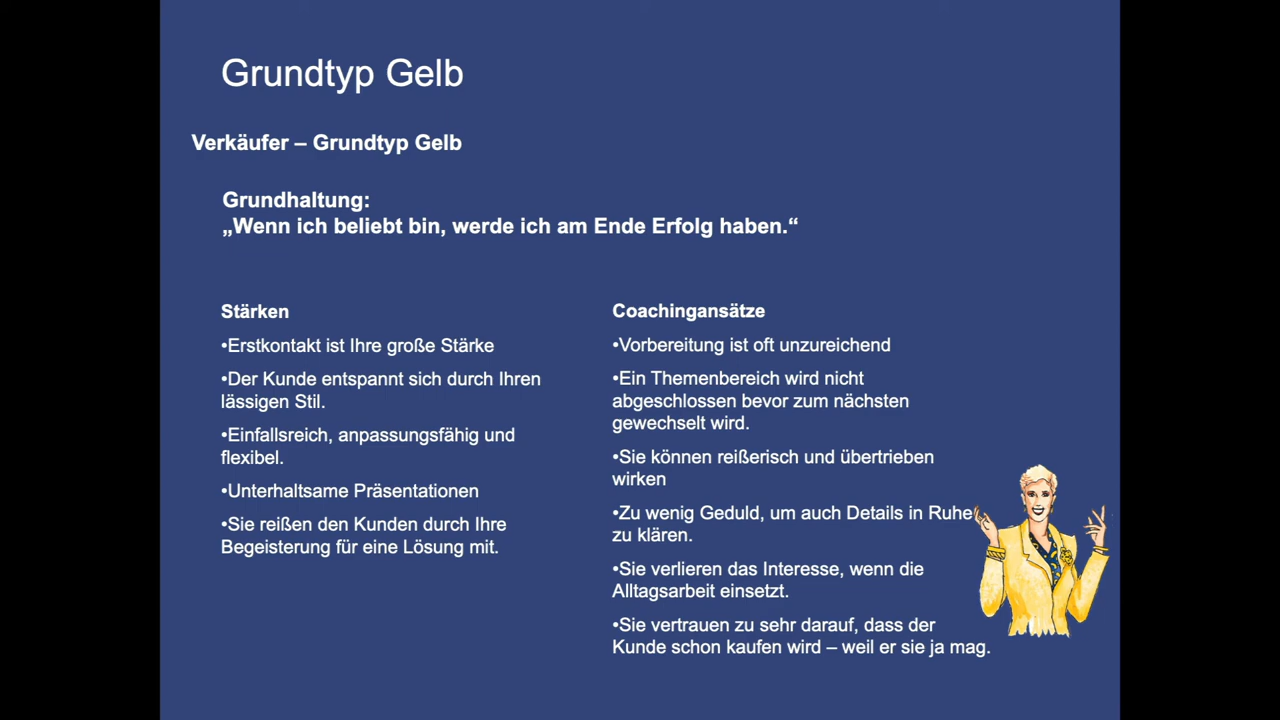 Grundtyp Gelb
Verkäufer – Grundtyp Gelb
Grundhaltung:
„Wenn ich beliebt bin, werde ich am Ende Erfolg haben.“
Stärken
•Erstkontakt ist Ihre große Stärke
•Der Kunde entspannt sich durch Ihren
lässigen Stil.
•Einfallsreich, anpassungsfähig und
flexibel.
•Unterhaltsame Präsentationen
•Sie reißen den Kunden durch Ihre
Begeisterung für eine Lösung mit.
Coachingansätze
•Vorbereitung ist oft unzureichend
•Ein Themenbereich wird nicht
abgeschlossen bevor zum nächsten
gewechselt wird.
•Sie können reißerisch und übertrieben
wirken
•Zu wenig Geduld, um auch Details in Ruhe
zu klären.
•Sie verlieren das Interesse, wenn die
Alltagsarbeit einsetzt.
•Sie vertrauen zu sehr darauf, dass der
Kunde schon kaufen wird – weil er sie ja mag.